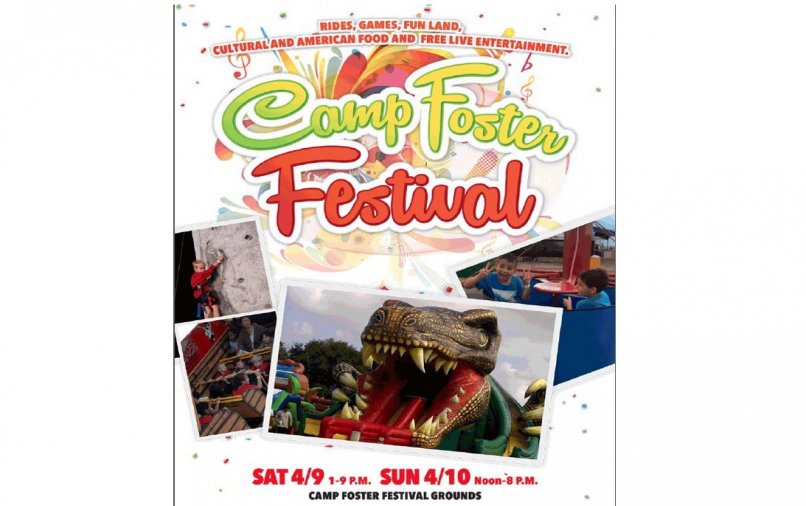 RIDES, GAMES, FUN LAND,
CULTURAL AND AMERICAN FOOD AND FREE LIVE ENTERTAINMENT.
Camp Foster
Festival
SAT 4/9 1-9 P.M. SUN 4/10 Noon-8 P.M.
CAMP FOSTER FESTIVAL GROUNDS